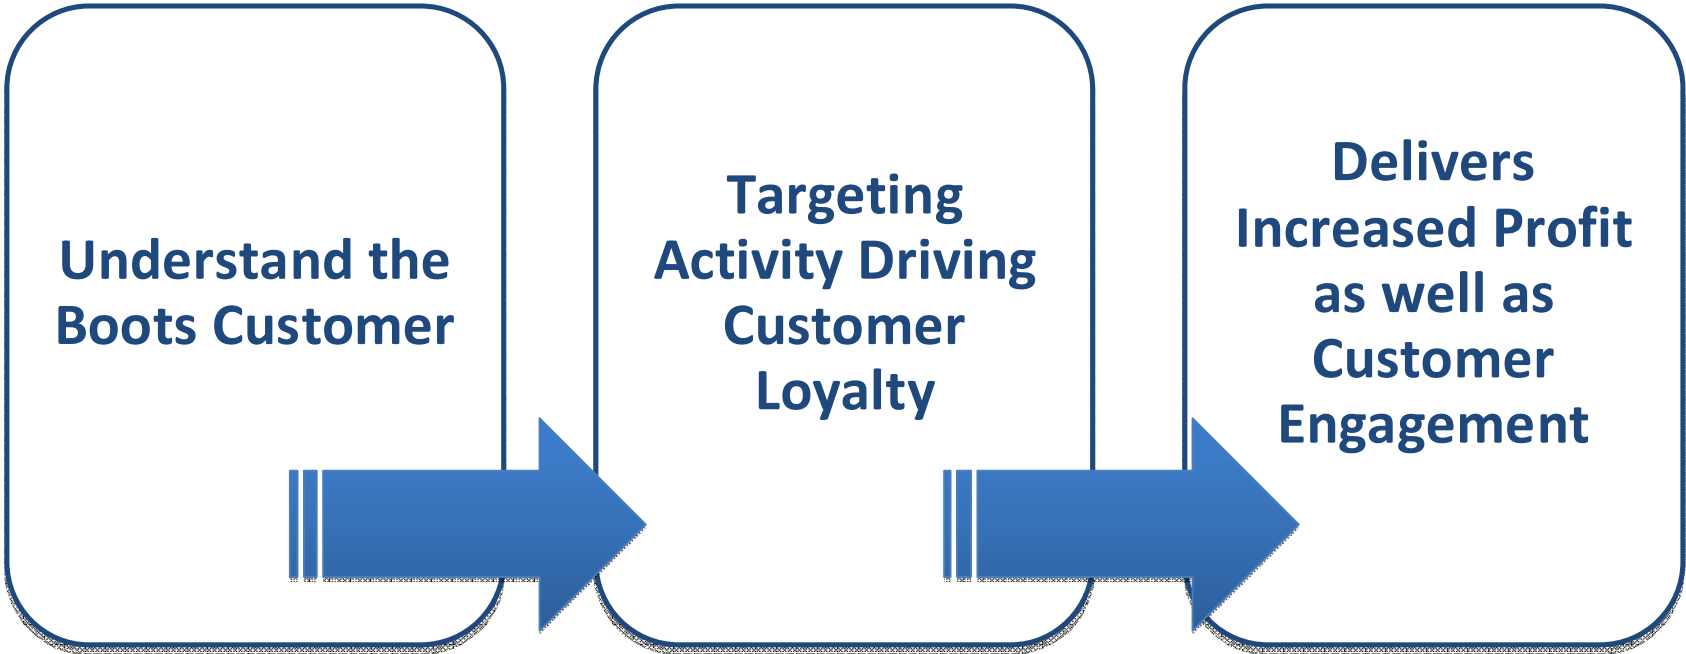 Understand the
Boots Customer
Targeting
Activity Driving
Customer
Loyalty
Delivers
Increased Profit
as well as
Customer
Engagement